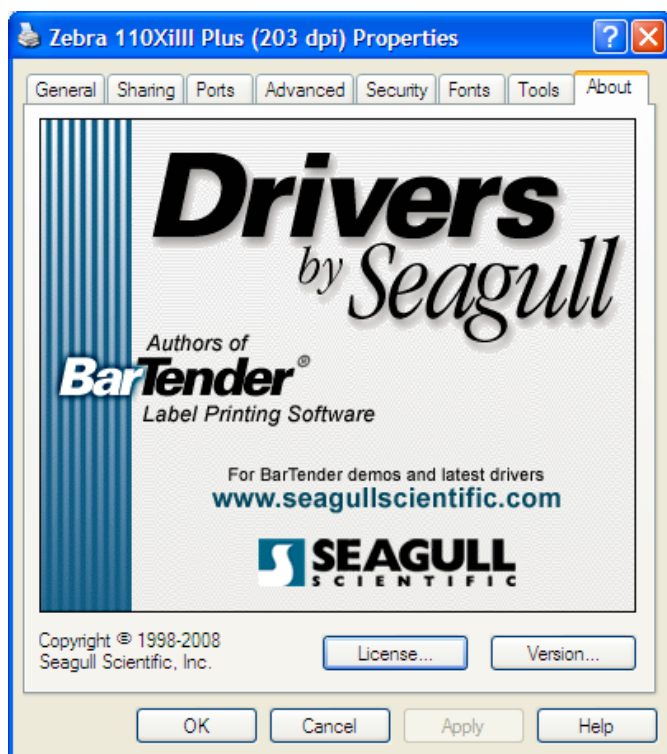 Zebra 110XiIII Plus (203 dpi) Properties
General Sharing Ports Advanced Security Fonts Tools About
Drivers
by Seagull
Authors of
BarTender®
Label Printing Software
For BarTender demos and latest drivers
www.seagullscientific.com
SEAGULL
SCIENTIFIC
Copyright © 1998-2008
Seagull Scientific, Inc.
License... Version...
OK Cancel Apply Help